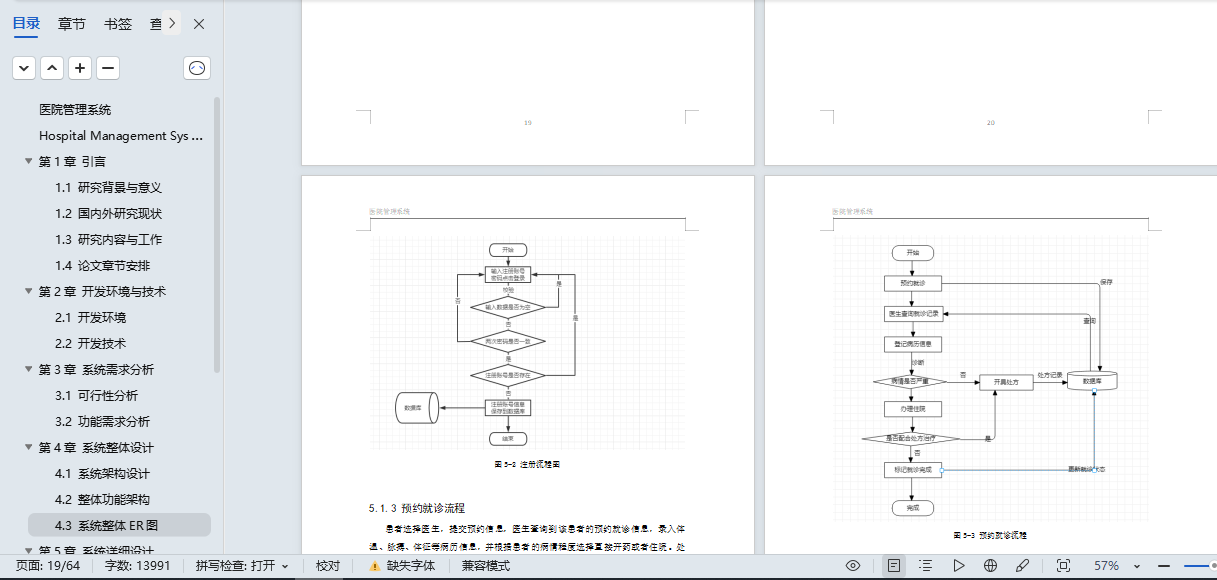 目录 章节 书签 查
医院管理系统
Hospital Management Sys ...
第 1 章 引言
1.1 研究背景与意义
1.2 国内外研究现状
1.3 研究内容与工作
1.4 论文章节安排
第 2 章 开发环境与技术
2.1 开发环境
2.2 开发技术
第 3 章 系统需求分析
3.1 可行性分析
3.2 功能需求分析
第 4 章 系统整体设计
4.1 系统架构设计
4.2 整体功能架构
4.3 系统整体 ER 图
第 5 章 系统详细设计
19
医院管理系统
开始
输入注册账号
密码点击登录
校验
是
否
输入数据是否为空
是
否
两次密码是否一致
是
注册账号是否存在
否
数据库
注册账号信息
保存到数据库
结束
图 5-2 注册流程图
5.1.3 预约就诊流程
患者选择医生，提交预约信息，医生查询到该患者的预约就诊信息，录入体
温、脉搏、体征等病历信息，并根据患者的病情程度选择直接开药或者住院。处
20
医院管理系统
开始
预约就诊
保存
医生查询就诊记录
查询
登记病历信息
诊断
病情是否严重
否
开具处方
处方记录
数据库
办理住院
是否配合处方治疗
是
否
标记就诊完成
更新就诊状态
完成
图 5-3 预约就诊流程
页面: 19/64 字数: 13991 拼写检查: 打开 校对 缺失字体 兼容模式 57%